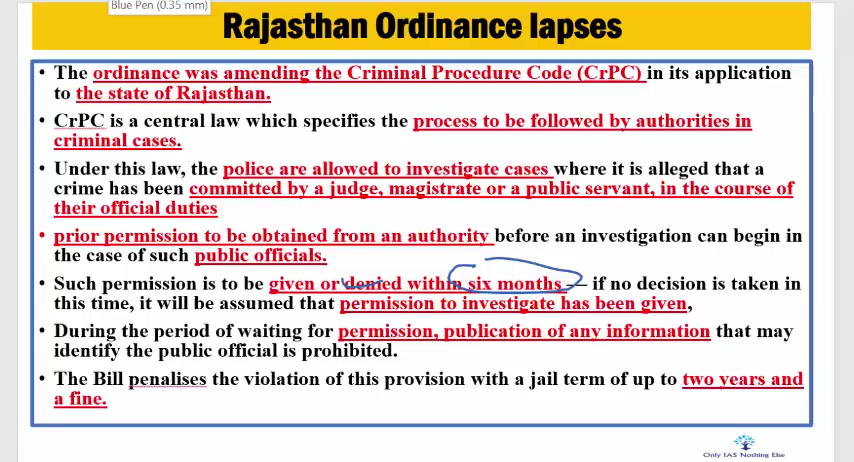 Blue Pen (0.35 mm)
Rajasthan Ordinance lapses
• The ordinance was amending the Criminal Procedure Code (CrPC) in its application
to the state of Rajasthan.
• CrPC is a central law which specifies the process to be followed by authorities in
criminal cases.
• Under this law, the police are allowed to investigate cases where it is alleged that a
crime has been committed by a judge, magistrate or a public servant, in the course of
their official duties
• prior permission to be obtained from an authority before an investigation can begin in
the case of such public officials.
• Such permission is to be given or denied within six months — if no decision is taken in
this time, it will be assumed that permission to investigate has been given,
• During the period of waiting for permission, publication of any information that may
identify the public official is prohibited.
• The Bill penalises the violation of this provision with a jail term of up to two years and
a fine.
Only IAS Nothing Else